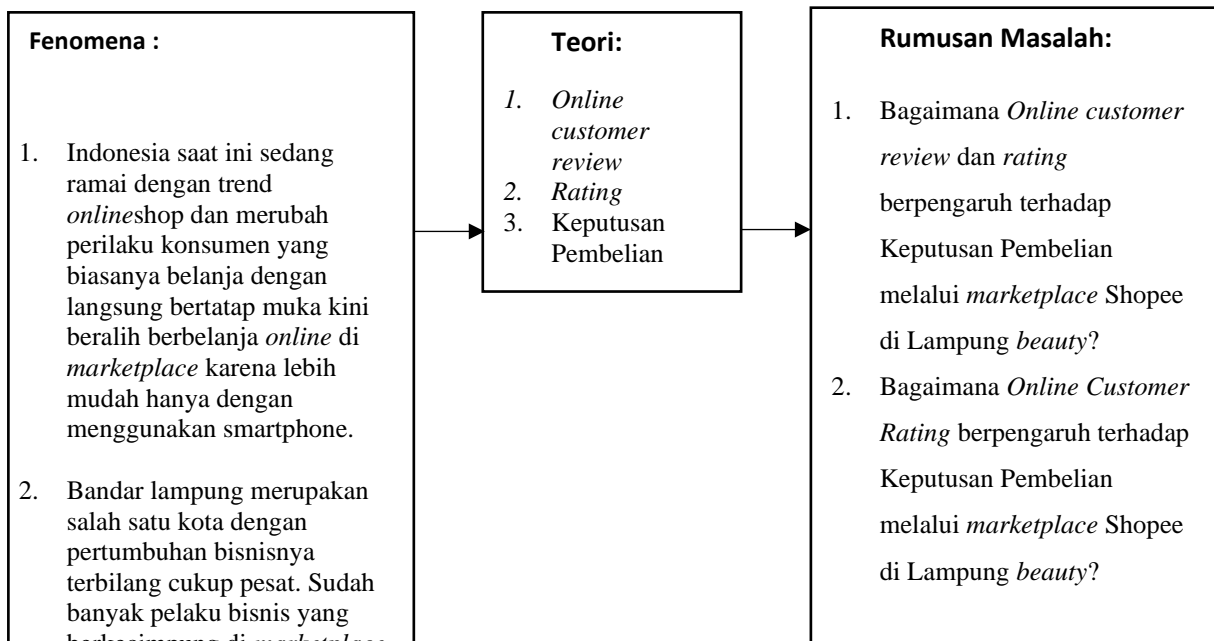 Fenomena :
1. Indonesia saat ini sedang
ramai dengan trend
onlineshop dan merubah
perilaku konsumen yang
biasanya belanja dengan
langsung bertatap muka kini
beralih berbelanja online di
marketplace karena lebih
mudah hanya dengan
menggunakan smartphone.
2. Bandar lampung merupakan
salah satu kota dengan
pertumbuhan bisnisnya
terbilang cukup pesat. Sudah
banyak pelaku bisnis yang
di marketplace
Teori:
1. Online
customer
review
2. Rating
3. Keputusan
Pembelian
Rumusan Masalah:
1. Bagaimana Online customer
review dan rating
berpengaruh terhadap
Keputusan Pembelian
melalui marketplace Shopee
di Lampung beauty?
2. Bagaimana Online Customer
Rating berpengaruh terhadap
Keputusan Pembelian
melalui marketplace Shopee
di Lampung beauty?